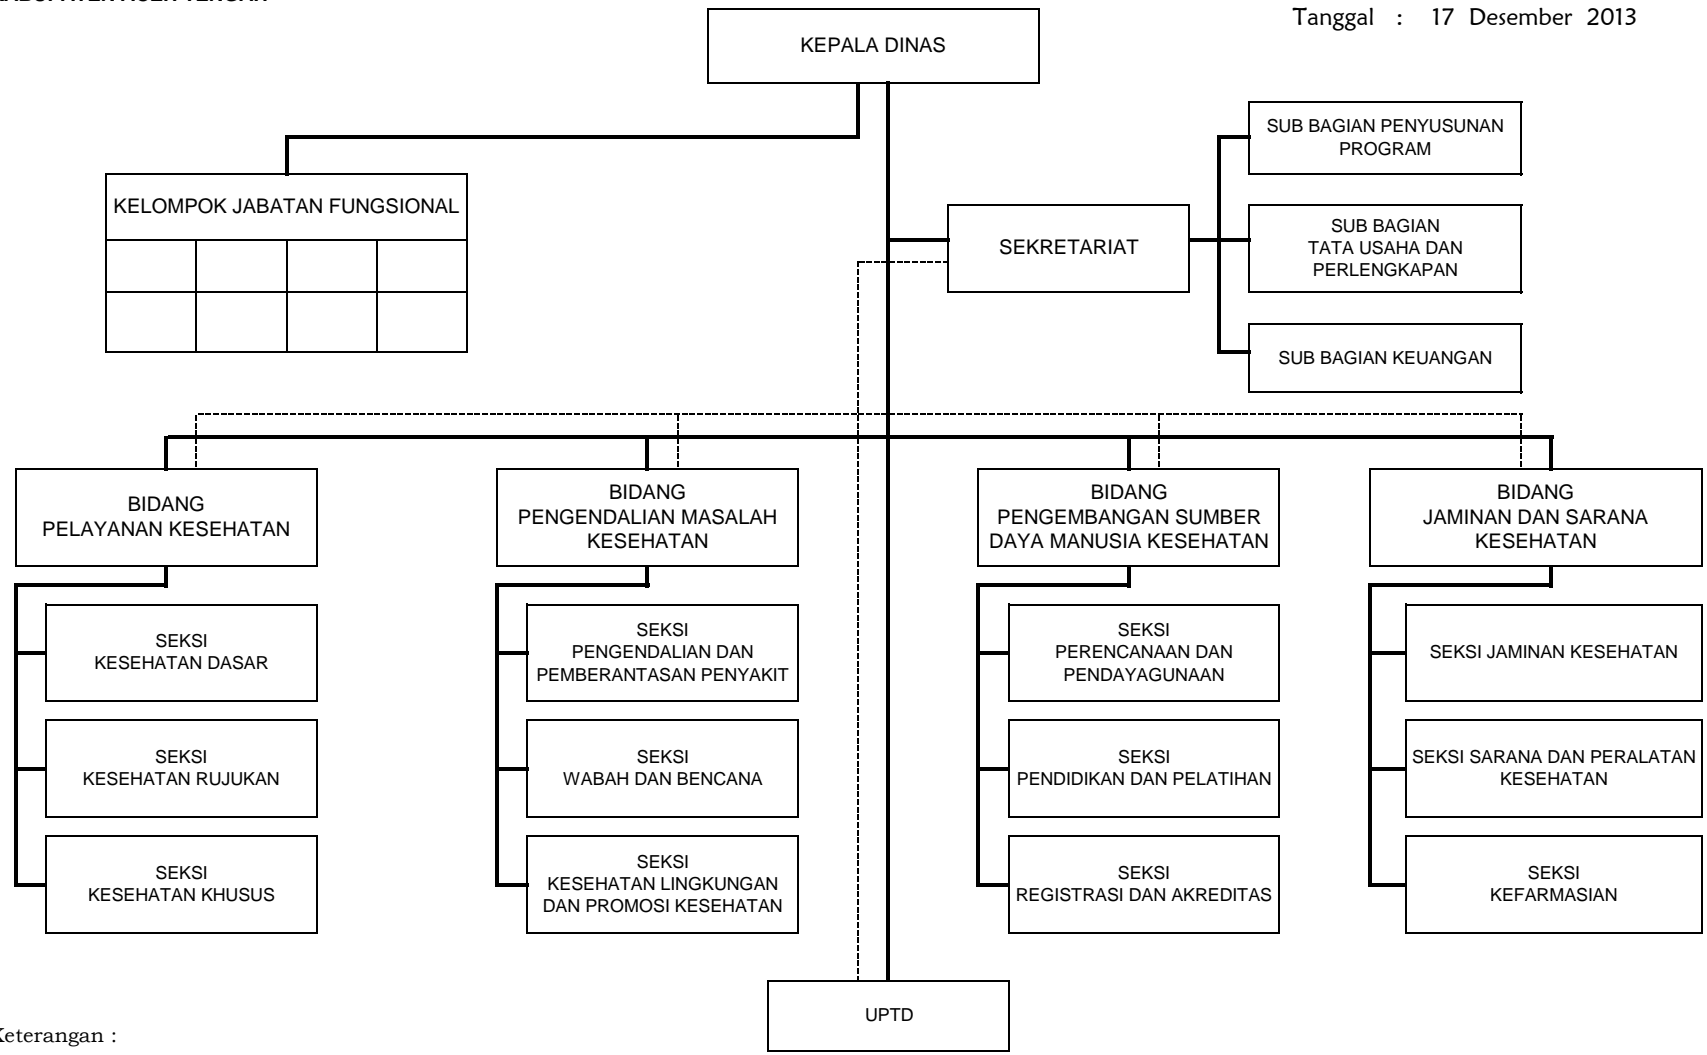 Tanggal : 17 Desember 2013
KEPALA DINAS
SUB BAGIAN PENYUSUNAN
PROGRAM
KELOMPOK JABATAN FUNGSIONAL
SEKRETARIAT
SUB BAGIAN
TATA USAHA DAN
PERLENGKAPAN
SUB BAGIAN KEUANGAN
BIDANG
PELAYANAN KESEHATAN
BIDANG
PENGENDALIAN MASALAH
KESEHATAN
BIDANG
PENGEMBANGAN SUMBER
DAYA MANUSIA KESEHATAN
BIDANG
JAMINAN DAN SARANA
KESEHATAN
SEKSI
KESEHATAN DASAR
SEKSI
PENGENDALIAN DAN
PEMBERANTASAN PENYAKIT
SEKSI
PERENCANAAN DAN
PENDAYAGUNAAN
SEKSI JAMINAN KESEHATAN
SEKSI
KESEHATAN RUJUKAN
SEKSI
WABAH DAN BENCANA
SEKSI
PENDIDIKAN DAN PELATIHAN
SEKSI SARANA DAN PERALATAN
KESEHATAN
SEKSI
KESEHATAN KHUSUS
SEKSI
KESEHATAN LINGKUNGAN
DAN PROMOSI KESEHATAN
SEKSI
REGISTRASI DAN AKREDITAS
SEKSI
KEFARMASIAN
UPTD
Keterangan :